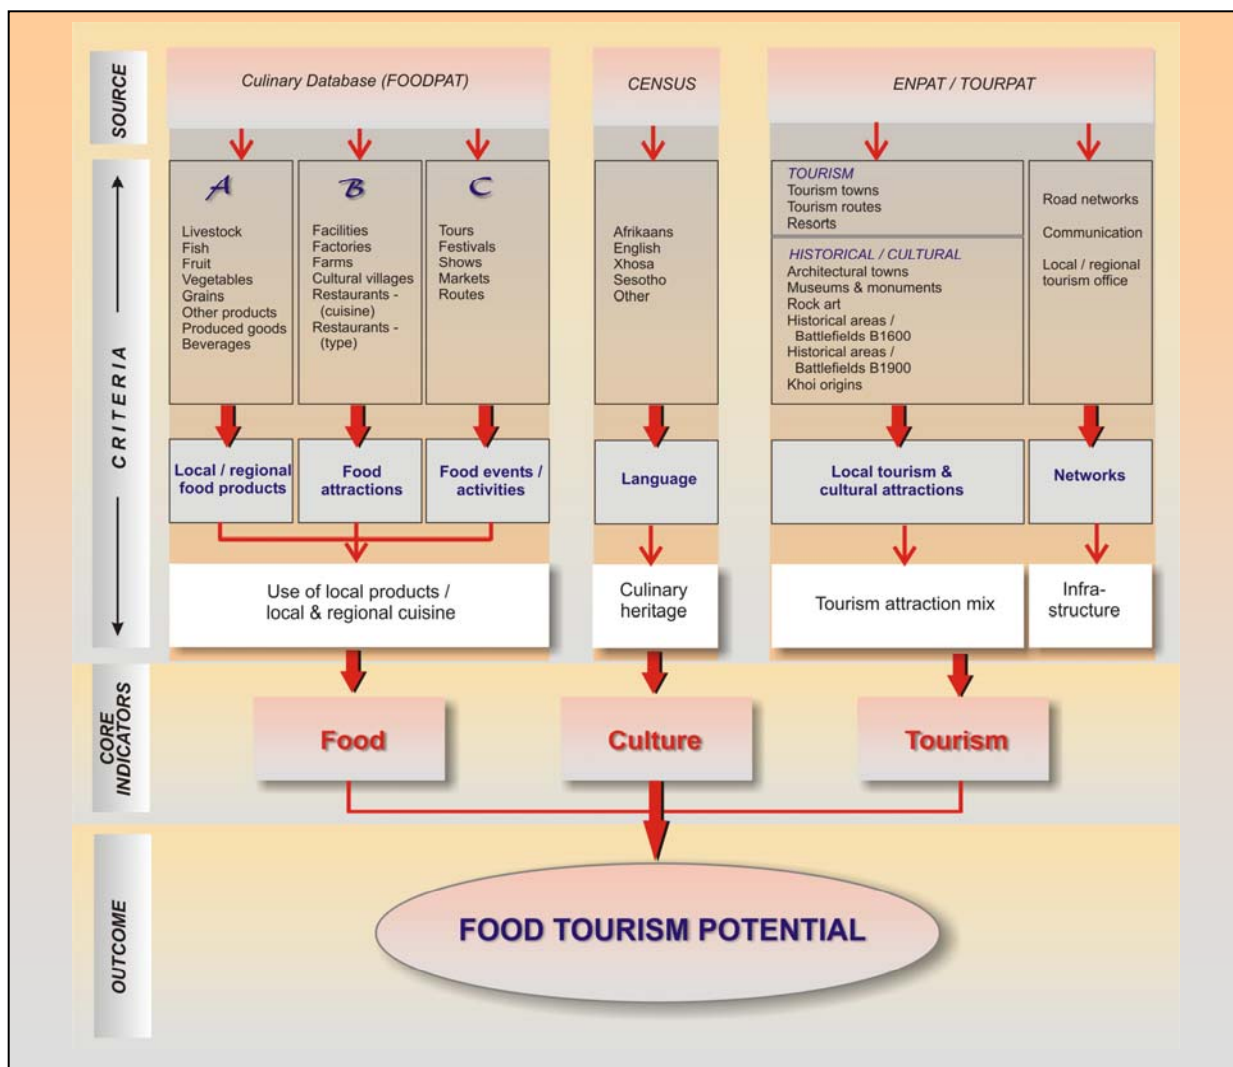 SOURCE
Culinary Database (FOODPAT)
CENSUS
ENPAT / TOURPAT
CRITERIA
A
Livestock
Fish
Fruit
Vegetables
Grains
Other products
Produced goods
Beverages
B
Facilities
Factories
Farms
Cultural villages
Restaurants -
(cuisine)
Restaurants -
(type)
C
Tours
Festivals
Shows
Markets
Routes
Afrikaans
English
Xhosa
Sesotho
Other
TOURISM
Tourism towns
Tourism routes
Resorts
HISTORICAL / CULTURAL
Architectural towns
Museums & monuments
Rock art
Historical areas /
Battlefields B1600
Historical areas /
Battlefields B1900
Khoi origins
Road networks
Communication
Local / regional
tourism office
Local / regional
food products
Food
attractions
Food events /
activities
Language
Local tourism &
cultural attractions
Networks
Use of local products /
local & regional cuisine
Culinary
heritage
Tourism attraction mix
Infra-
structure
CORE
INDICATORS
Food
Culture
Tourism
OUTCOME
FOOD TOURISM POTENTIAL